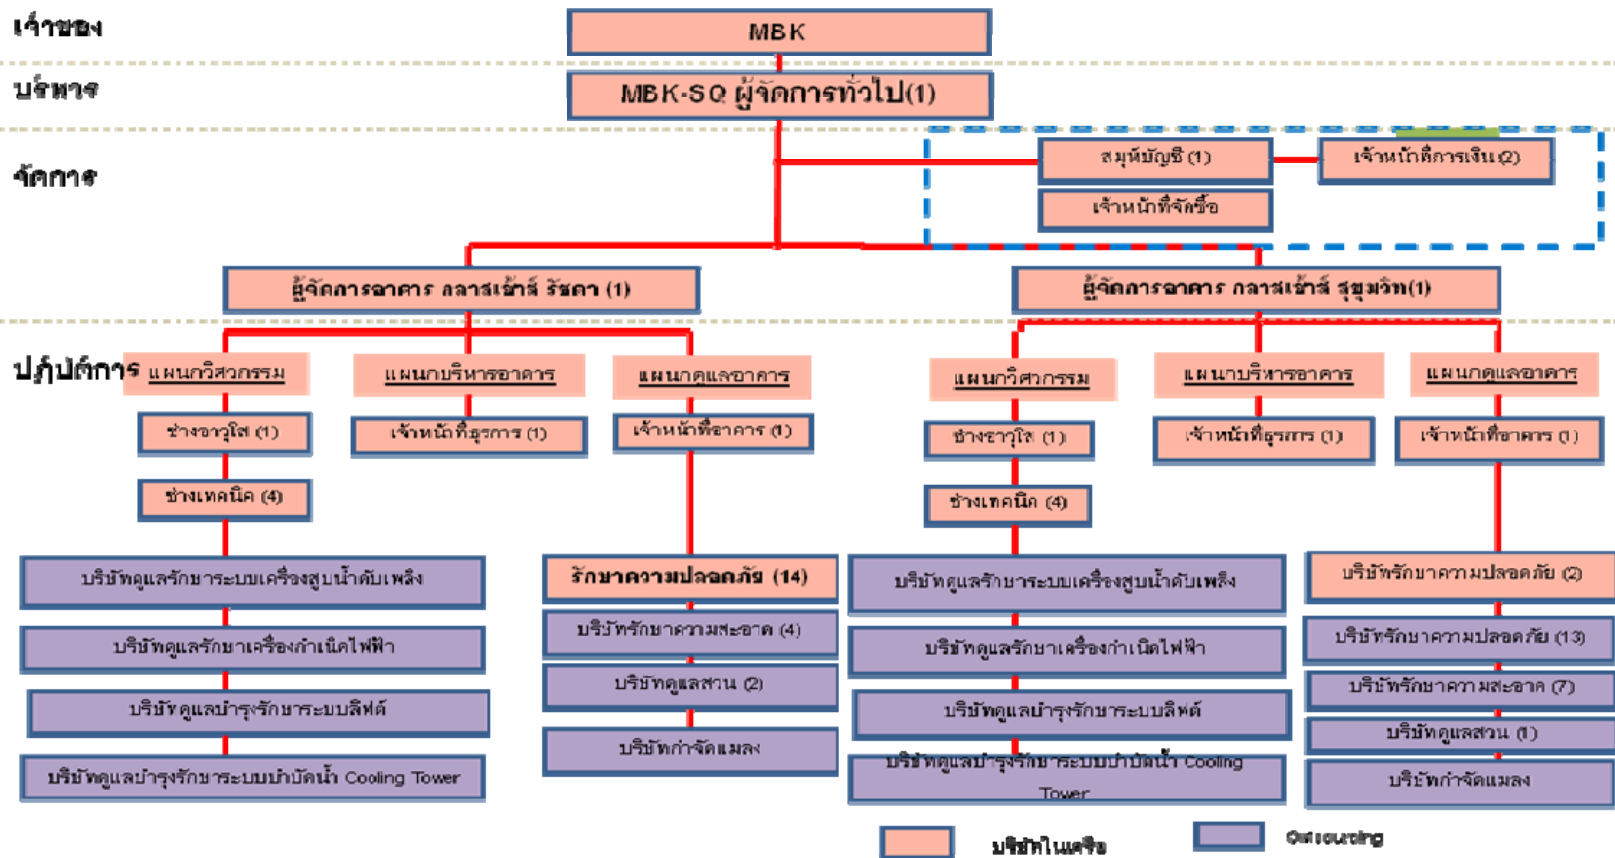 เจ้าของ
MBK
บริหาร
MBK-SQ ผู้จัดการทั่วไป(1)
จัดการ
สมุห์บัญชี (1)
เจ้าหน้าที่การเงิน (2)
เจ้าหน้าที่จัดซื้อ
ผู้จัดการอาคาร กลาสเฮ้าส์ รัชดา (1)
ผู้จัดการอาคาร กลาสเฮ้าส์ สุขุมวิท(1)
ปฏิบัติการ
แผนกวิศวกรรม
แผนกบริหารอาคาร
แผนกดูแลอาคาร
แผนกวิศวกรรม
แผนกบริหารอาคาร
แผนกดูแลอาคาร
ช่างอาวุโส (1)
เจ้าหน้าที่ธุรการ (1)
เจ้าหน้าที่อาคาร (1)
ช่างอาวุโส (1)
เจ้าหน้าที่ธุรการ (1)
เจ้าหน้าที่อาคาร (1)
ช่างเทคนิค (4)
ช่างเทคนิค (4)
บริษัทดูแลรักษาระบบเครื่องสูบน้ำดับเพลิง
รักษาความปลอดภัย (14)
บริษัทดูแลรักษาระบบเครื่องสูบน้ำดับเพลิง
บริษัทรักษาความปลอดภัย (2)
บริษัทดูแลรักษาเครื่องกำเนิดไฟฟ้า
บริษัทรักษาความสะอาด (4)
บริษัทดูแลรักษาเครื่องกำเนิดไฟฟ้า
บริษัทรักษาความปลอดภัย (13)
บริษัทดูแลบำรุงรักษาระบบลิฟต์
บริษัทดูแลสวน (2)
บริษัทดูแลบำรุงรักษาระบบลิฟต์
บริษัทรักษาความสะอาด (7)
บริษัทดูแลสวน (1)
บริษัทดูแลบำรุงรักษาระบบบำบัดน้ำ Cooling Tower
บริษัทกำจัดแมลง
บริษัทดูแลบำรุงรักษาระบบบำบัดน้ำ Cooling
Tower
บริษัทกำจัดแมลง
บริษัทในเครือ
Outsourcing